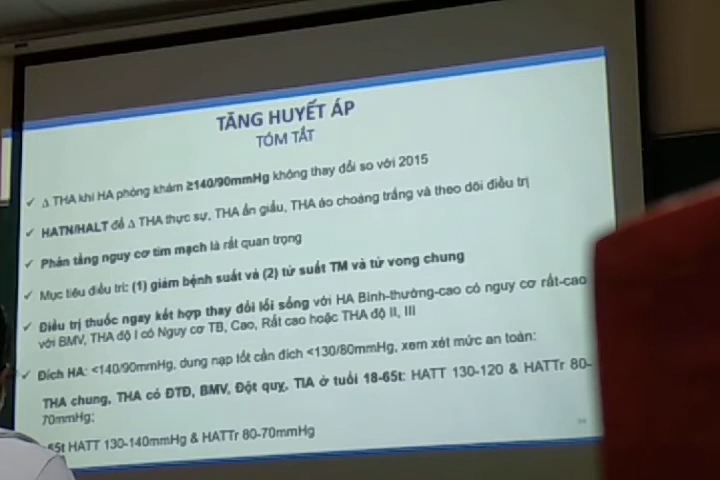 TĂNG HUYẾT ÁP
TÓM TẮT
✓ Δ THA khi HA phòng khám ≥140/90mmHg không thay đổi so với 2015
✓ HATN/HALT để Δ THA thực sự, THA ẩn giấu, THA áo choàng trắng và theo dõi điều trị
✓ Phân tầng nguy cơ tim mạch là rất quan trọng
✓ Mục tiêu điều trị: (1) giảm bệnh suất và (2) tử suất TM và tử vong chung
✓ Điều trị thuốc ngay kết hợp thay đổi lối sống với HA Bình-thường-cao có nguy cơ rất-cao
với BMV, THA độ I có Nguy cơ TB, Cao, Rất cao hoặc THA độ II, III
✓ Đích HA: <140/90mmHg, dung nạp tốt cần đích <130/80mmHg, xem xét mức an toàn:
THA chung, THA có ĐTĐ, BMV, Đột quỵ, TIA ở tuổi 18-65t: HATT 130-120 & HATTr 80-
70mmHg;
65t HATT 130-140mmHg & HATTr 80-70mmHg